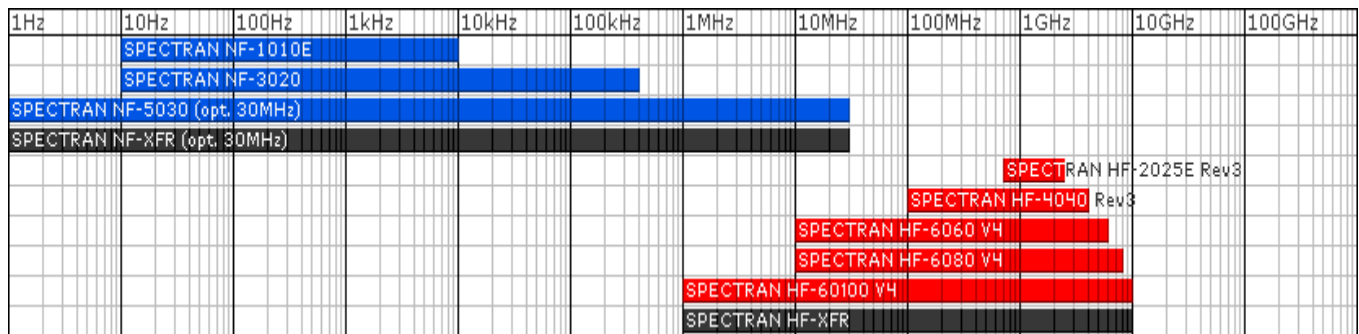 1Hz 10Hz 100Hz 1kHz 10kHz 100kHz 1MHz 10MHz 100MHz 1GHz 10GHz 100GHz
SPECTRAN NF-1010E
SPECTRAN NF-3020
SPECTRAN NF-5030 (opt. 30MHz)
SPECTRAN NF-XFR (opt. 30MHz)
SPECTRAN HF-2025E Rev3
SPECTRAN HF-4040 Rev3
SPECTRAN HF-6060 V4
SPECTRAN HF-6080 V4
SPECTRAN HF-60100 V4
SPECTRAN HF-XFR